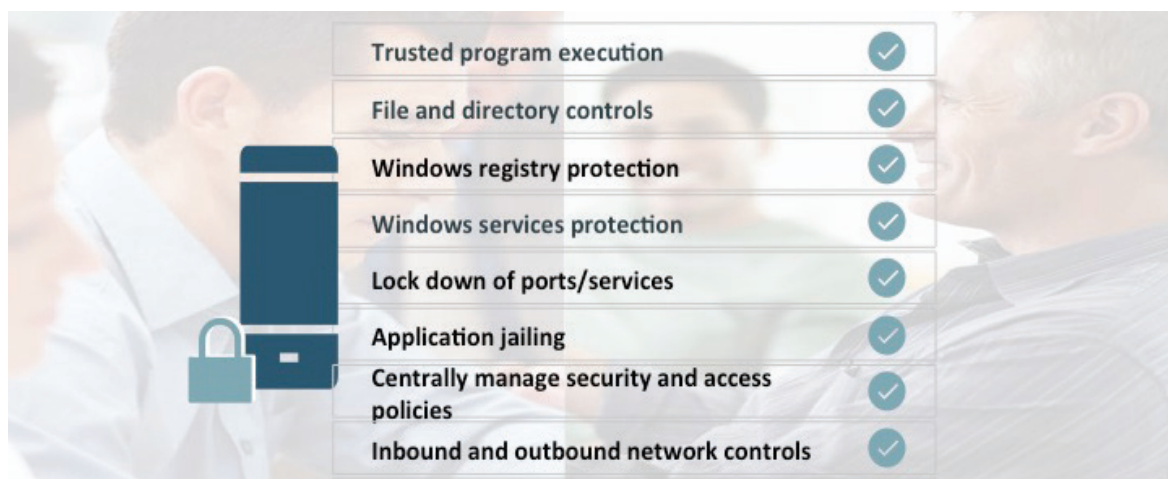 Trusted program execution
File and directory controls
Windows registry protection
Windows services protection
Lock down of ports/services
Application jailing
Centrally manage security and access
policies
Inbound and outbound network controls